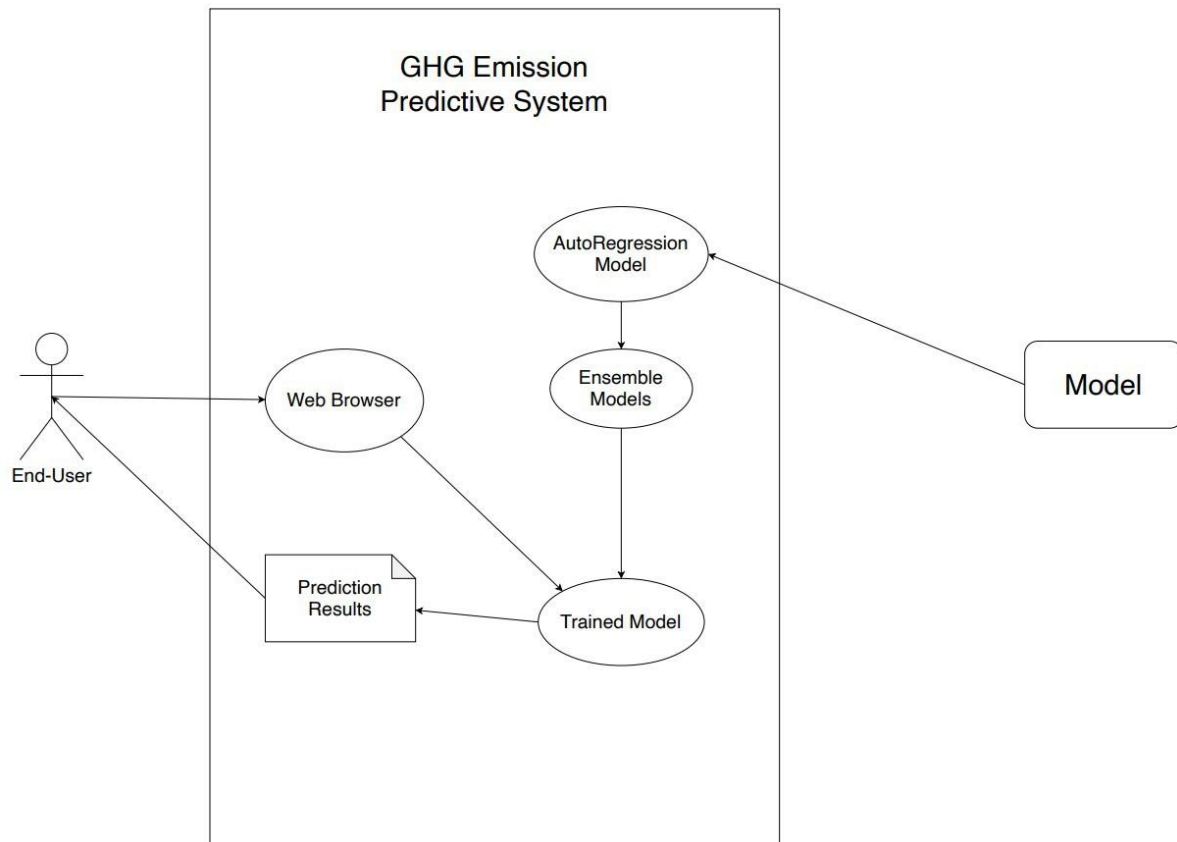 GHG Emission
Predictive System
AutoRegression
Model
Ensemble
Models
Model
Web Browser
End-User
Prediction
Results
Trained Model